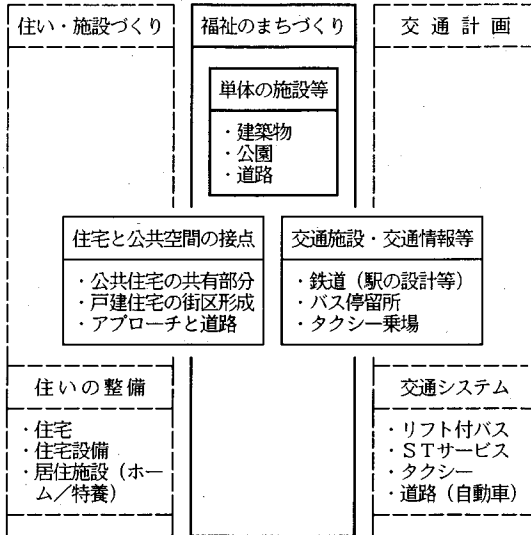 住い・施設づくり
福祉のまちづくり
交通計画
単体の施設等
・建築物
・公園
・道路
住宅と公共空間の接点
・公共住宅の共有部分
・戸建住宅の街区形成
・アプローチと道路
交通施設・交通情報等
・鉄道（駅の設計等）
・バス停留所
・タクシー乗場
住いの整備
・住宅
・住宅設備
・居住施設（ホー
ム／特養）
交通システム
・リフト付バス
・ＳＴサービス
・タクシー
・道路（自動車）